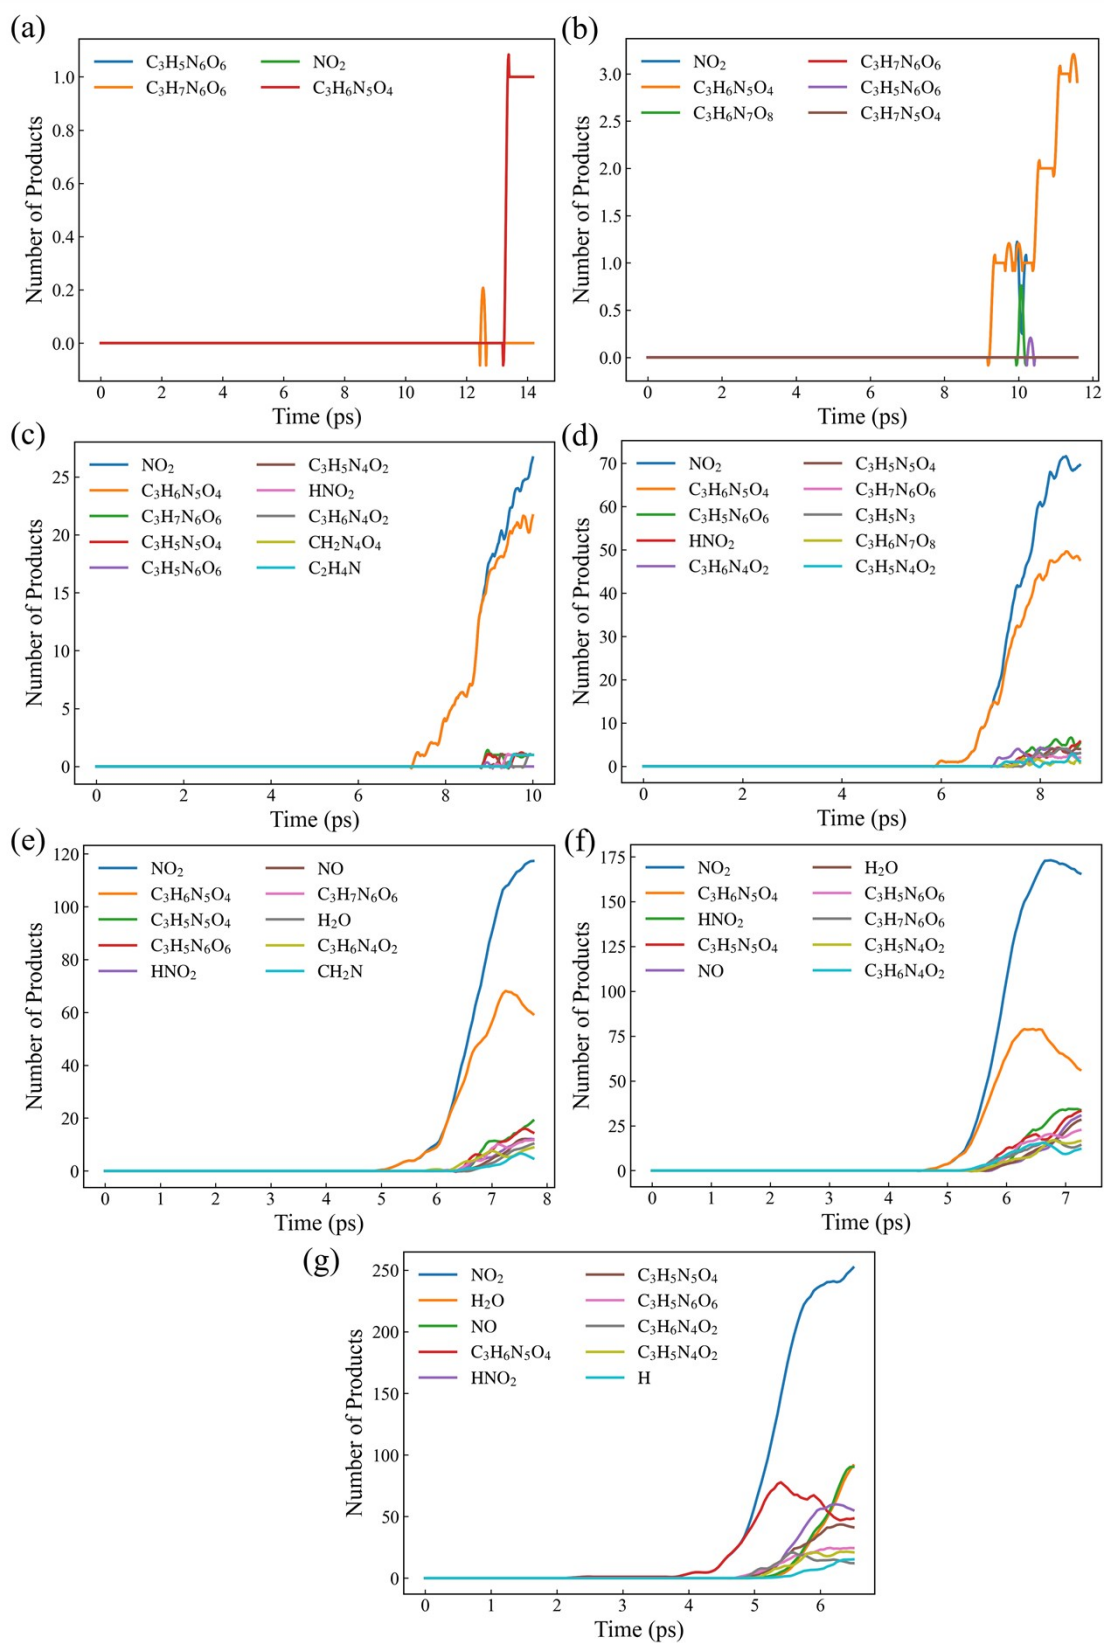 (a)
C₃H₅N₆O₆ NO₂
C₃H₇N₆O₆ C₃H₆N₅O₄
Number of Products
1.0
0.8
0.6
0.4
0.2
0.0
0 2 4 6 8 10 12 14
Time (ps)
(b)
NO₂ C₃H₇N₆O₆
C₃H₆N₅O₄ C₃H₅N₆O₆
C₃H₆N₇O₈ C₃H₇N₅O₄
Number of Products
3.0
2.5
2.0
1.5
1.0
0.5
0.0
0 2 4 6 8 10 12
Time (ps)
(c)
NO₂ C₃H₅N₄O₂
C₃H₆N₅O₄ HNO₂
C₃H₇N₆O₆ C₃H₆N₄O₂
C₃H₅N₅O₄ CH₂N₄O₄
C₃H₅N₆O₆ C₂H₄N
Number of Products
25
20
15
10
5
0
0 2 4 6 8 10
Time (ps)
(d)
NO₂ C₃H₅N₅O₄
C₃H₆N₅O₄ C₃H₇N₆O₆
C₃H₅N₆O₆ C₃H₅N₃
HNO₂ C₃H₆N₇O₈
C₃H₆N₄O₂ C₃H₅N₄O₂
Number of Products
70
60
50
40
30
20
10
0
0 2 4 6 8
Time (ps)
(e)
NO₂ NO
C₃H₆N₅O₄ C₃H₇N₆O₆
C₃H₅N₅O₄ H₂O
C₃H₅N₆O₆ C₃H₆N₄O₂
HNO₂ CH₂N
Number of Products
120
100
80
60
40
20
0
0 1 2 3 4 5 6 7 8
Time (ps)
(f)
NO₂ H₂O
C₃H₆N₅O₄ C₃H₅N₆O₆
HNO₂ C₃H₇N₆O₆
C₃H₅N₅O₄ C₃H₅N₄O₂
NO C₃H₆N₄O₂
Number of Products
175
150
125
100
75
50
25
0
0 1 2 3 4 5 6 7
Time (ps)
(g)
NO₂ C₃H₅N₅O₄
H₂O C₃H₅N₆O₆
NO C₃H₆N₄O₂
C₃H₆N₅O₄ C₃H₅N₄O₂
HNO₂ H
Number of Products
250
200
150
100
50
0
0 1 2 3 4 5 6
Time (ps)